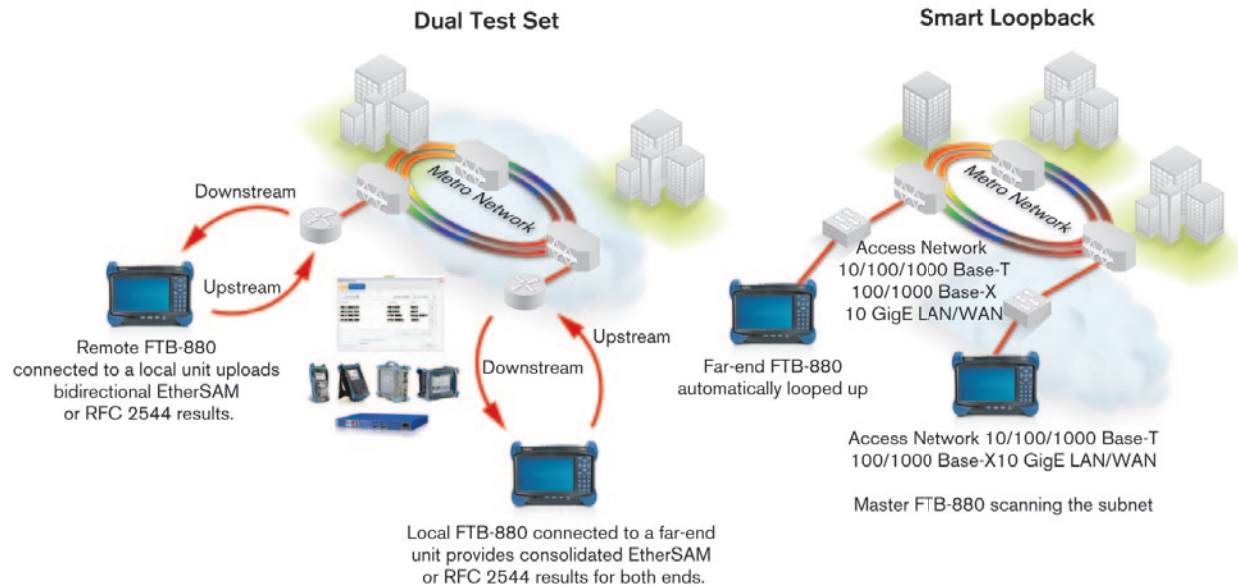 Dual Test Set
Metro Network
Downstream
Upstream
Remote FTB-880
connected to a local unit uploads
bidirectional EtherSAM
or RFC 2544 results.
Upstream
Downstream
Local FTB-880 connected to a far-end
unit provides consolidated EtherSAM
or RFC 2544 results for both ends.
Smart Loopback
Metro Network
Access Network
10/100/1000 Base-T
100/1000 Base-X
10 GigE LAN/WAN
Far-end FTB-880
automatically looped up
Access Network 10/100/1000 Base-T
100/1000 Base-X10 GigE LAN/WAN
Master FTB-880 scanning the subnet